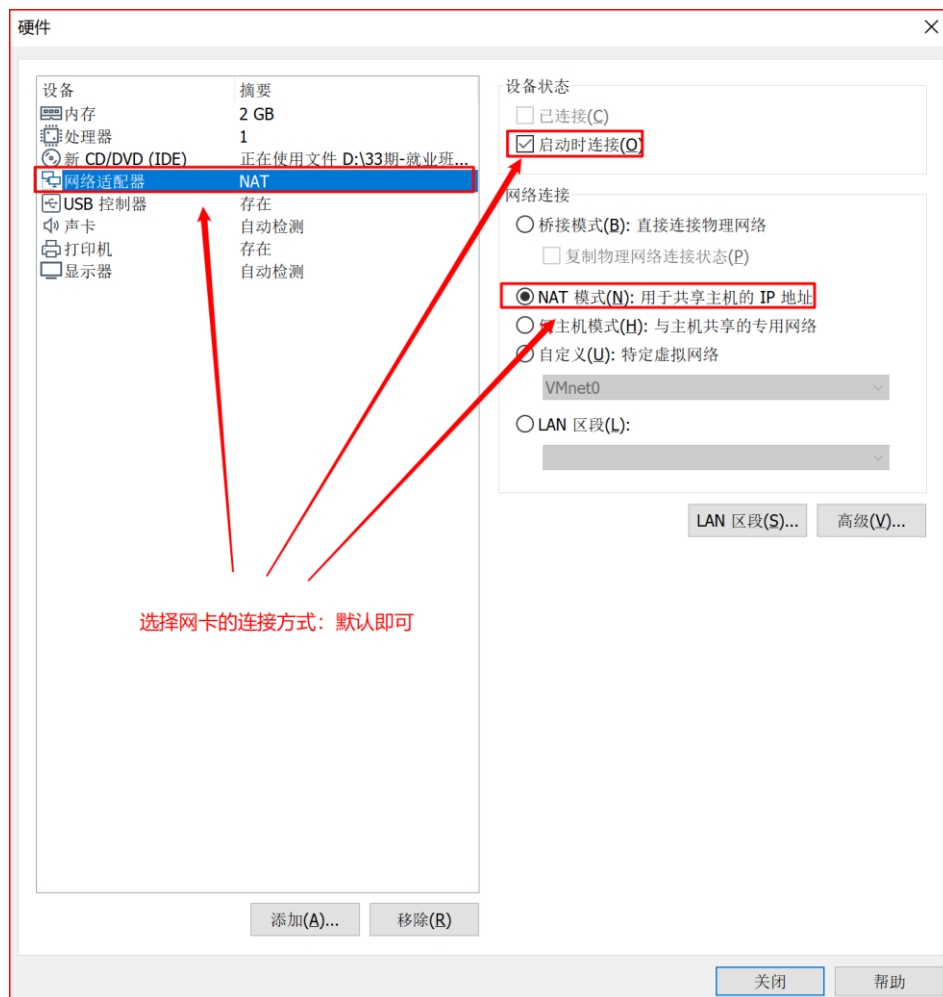 硬件
设备 摘要
内存 2 GB
处理器 1
新 CD/DVD (IDE) 正在使用文件 D:\33期-就业班...
网络适配器 NAT
USB 控制器 存在
声卡 自动检测
打印机 存在
显示器 自动检测
添加(A)... 移除(R)
设备状态
已连接(C)
启动时连接(O)
网络连接
桥接模式(B): 直接连接物理网络
复制物理网络连接状态(P)
NAT 模式(N): 用于共享主机的 IP 地址
主机模式(H): 与主机共享的专用网络
自定义(U): 特定虚拟网络
VMnet0
LAN 区段(L):
LAN 区段(S)... 高级(V)...
选择网卡的连接方式：默认即可
关闭 帮助